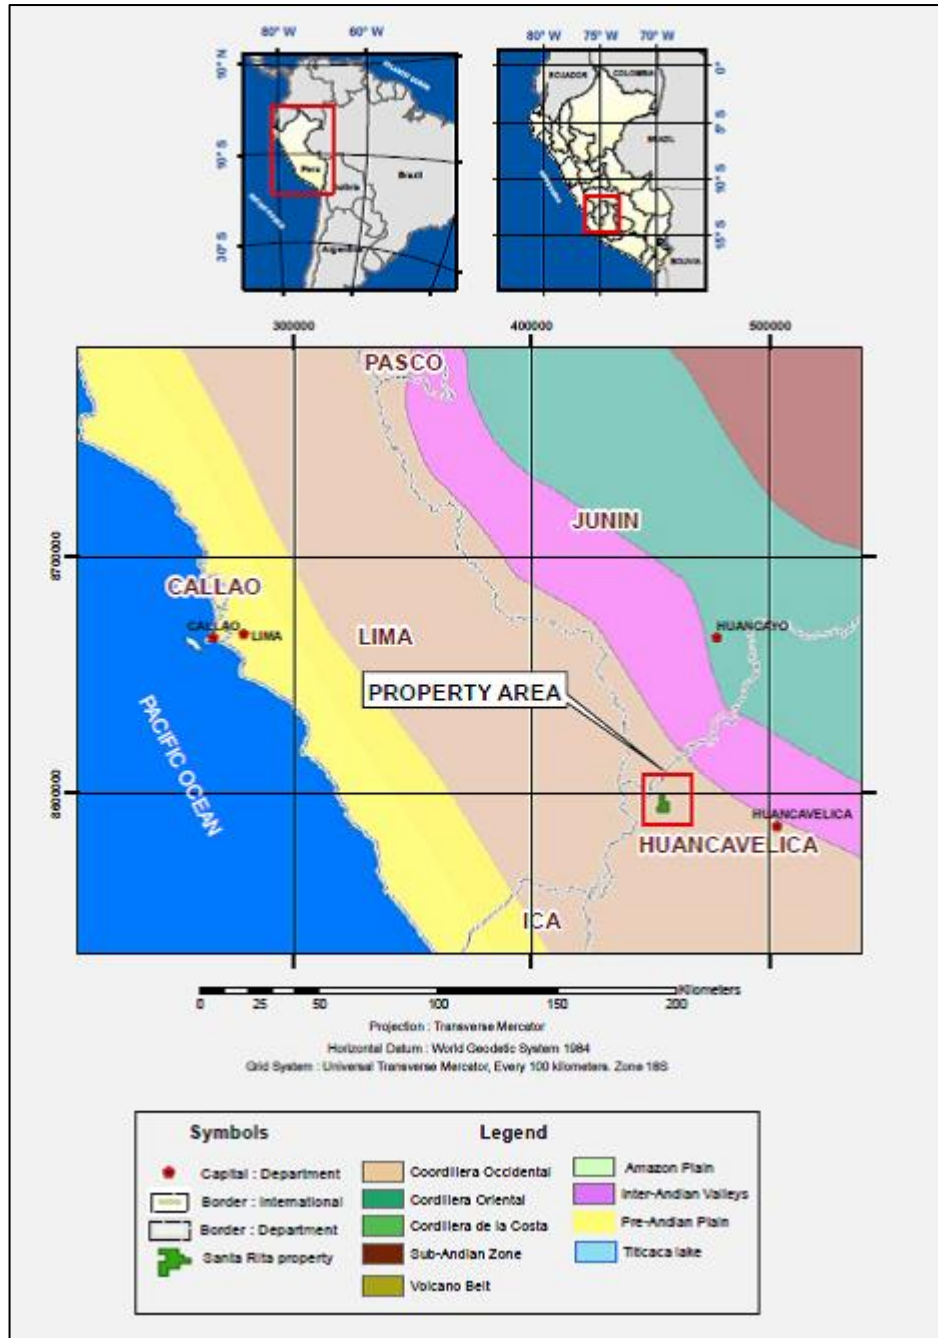 80° W 60° W
10° N
10° S
30° S
Peru
Brazil
80° W 75° W 70° W
0°
5° S
10° S
15° S
ECUADOR
COLOMBIA
BRAZIL
BOLIVIA
300000 400000 500000
8700000
8600000
PASCO
JUNIN
CALLAO
CALLAO
LIMA
LIMA
HUANCAYO
PROPERTY AREA
PACIFIC OCEAN
HUANCAVELICA
HUANCAVELICA
ICA
Kilometers
0 25 50 100 150 200
Projection : Transverse Mercator
Horizontal Datum : World Geodetic System 1984
Grid System : Universal Transverse Mercator, Every 100 kilometers. Zone 18S
Symbols
Capital : Department
Border : International
Border : Department
Santa Rita property
Legend
Coordillera Occidental
Cordillera Oriental
Cordillera de la Costa
Sub-Andian Zone
Volcano Belt
Amazon Plain
Inter-Andian Valleys
Pre-Andian Plain
Titicaca lake